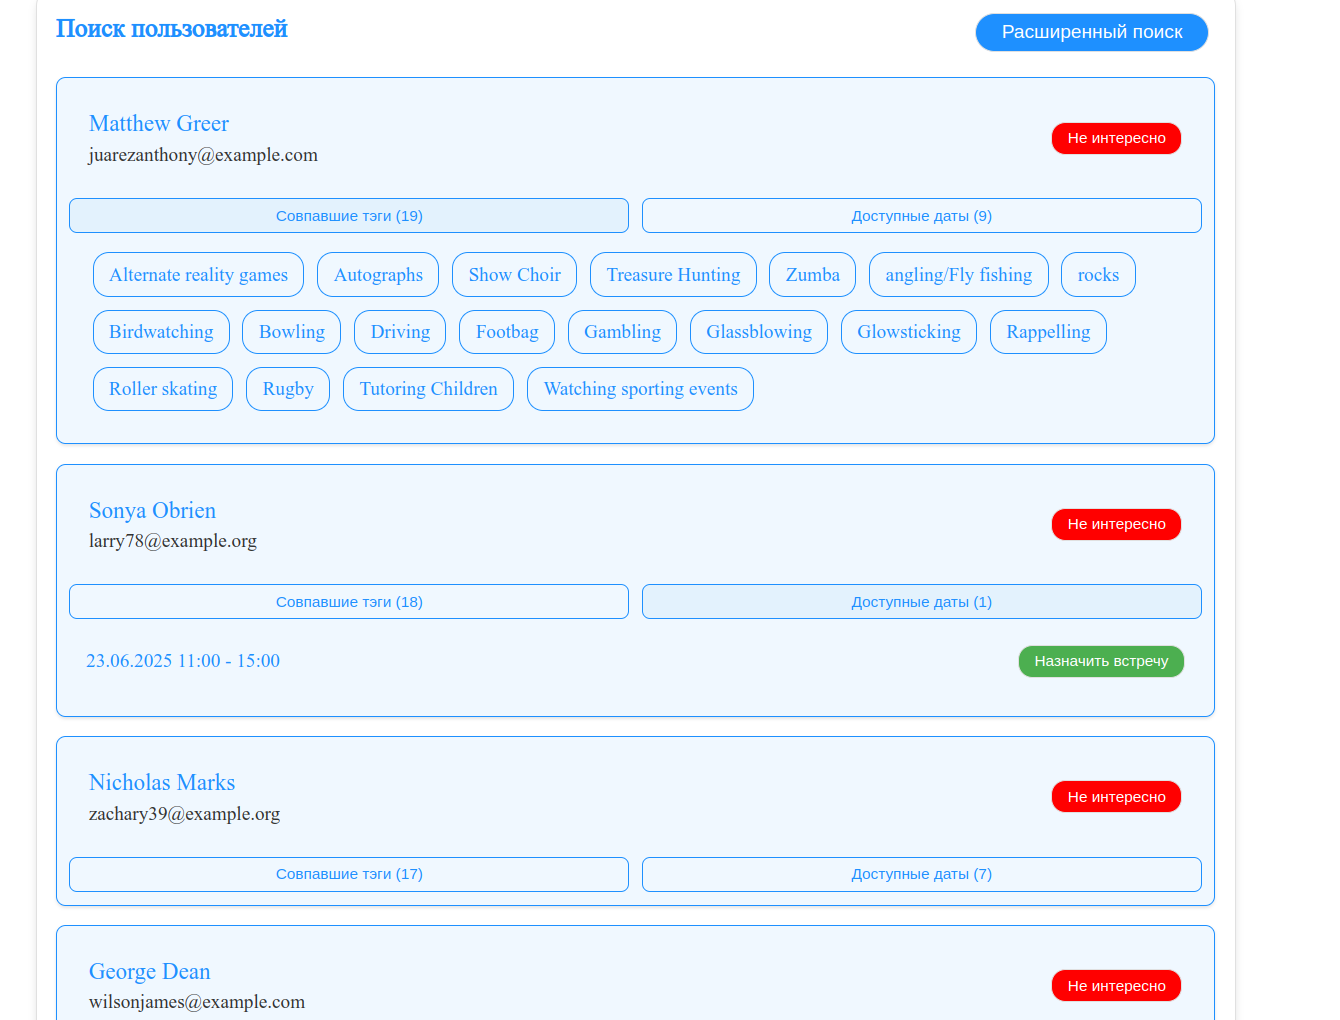 Поиск пользователей
Расширенный поиск
Matthew Greer
juarezanthony@example.com
Не интересно
Совпавшие тэги (19)
Доступные даты (9)
Alternate reality games
Autographs
Show Choir
Treasure Hunting
Zumba
angling/Fly fishing
rocks
Birdwatching
Bowling
Driving
Footbag
Gambling
Glassblowing
Glowsticking
Rappelling
Roller skating
Rugby
Tutoring Children
Watching sporting events
Sonya Obrien
larry78@example.org
Не интересно
Совпавшие тэги (18)
Доступные даты (1)
23.06.2025 11:00 - 15:00
Назначить встречу
Nicholas Marks
zachary39@example.org
Не интересно
Совпавшие тэги (17)
Доступные даты (7)
George Dean
wilsonjames@example.com
Не интересно